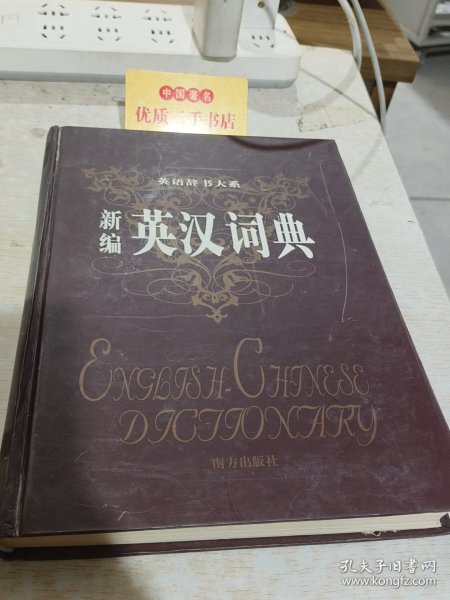 中国著名
优质二手书店
英语辞书大系
新编
英汉词典
ENGLISH-CHINESE
DICTIONARY
南方出版社
孔夫子旧书网
www.kongfz.com